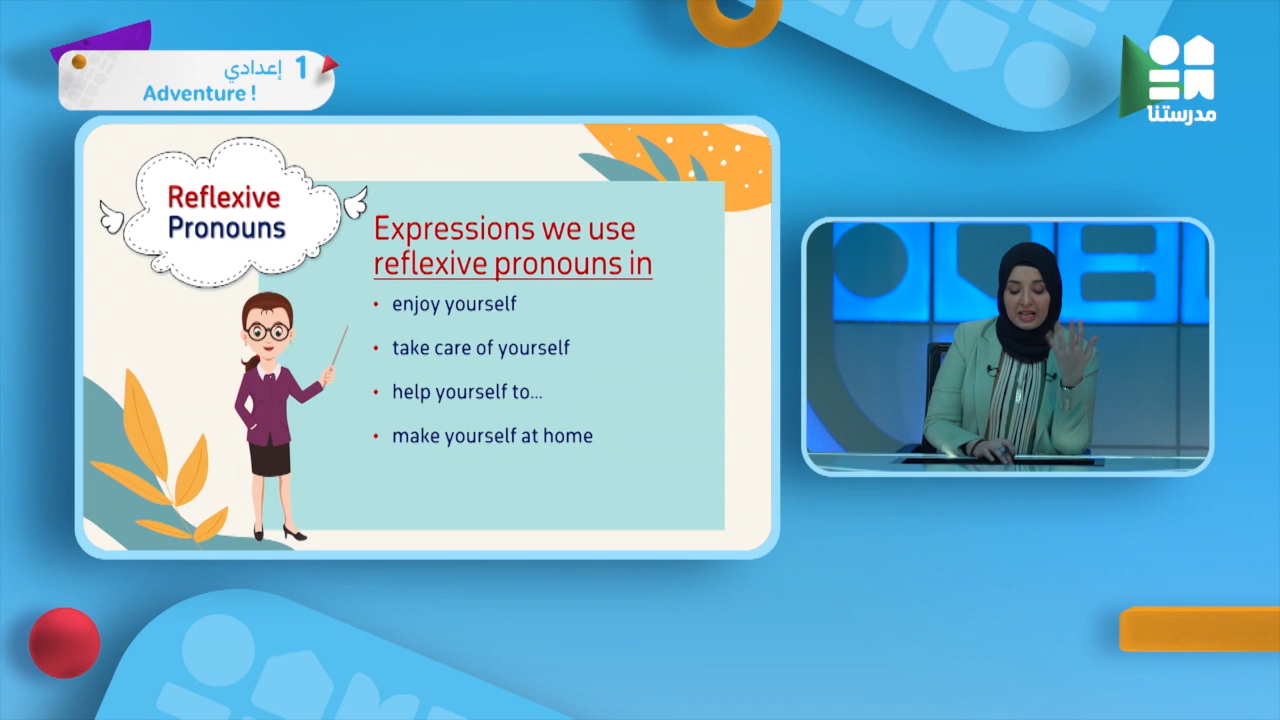 1 إعدادي
Adventure !
مدرستنا
Reflexive
Pronouns
Expressions we use
reflexive pronouns in
• enjoy yourself
• take care of yourself
• help yourself to...
• make yourself at home